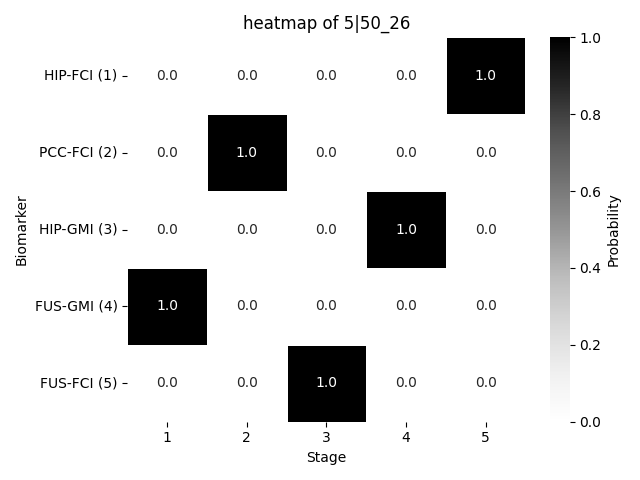 heatmap of 5|50_26
HIP-FCI (1) 0.0 0.0 0.0 0.0 1.0
PCC-FCI (2) 0.0 1.0 0.0 0.0 0.0
HIP-GMI (3) 0.0 0.0 0.0 1.0 0.0
FUS-GMI (4) 1.0 0.0 0.0 0.0 0.0
FUS-FCI (5) 0.0 0.0 1.0 0.0 0.0
Biomarker
1 2 3 4 5
Stage
1.0
0.8
0.6
0.4
0.2
0.0
Probability